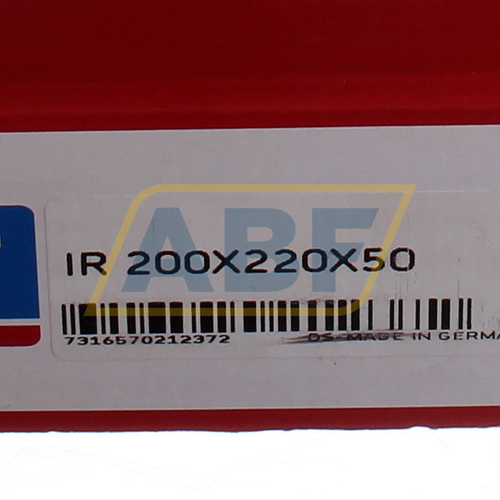 ABF
IR 200X220X50
7316570212372
DS-MADE IN GERMA